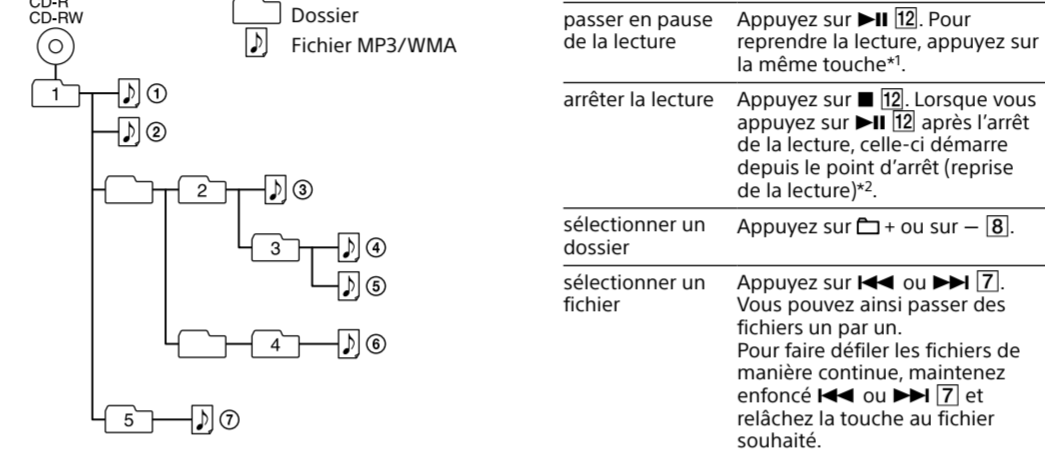 CD-R
CD-RW
Dossier
Fichier MP3/WMA
1
①
②
2
③
3
④
⑤
4
⑥
5
⑦
passer en pause
de la lecture
Appuyez sur ►II 12. Pour
reprendre la lecture, appuyez sur
la même touche*1.
arrêter la lecture
Appuyez sur ■ 12. Lorsque vous
appuyez sur ►II 12 après l’arrêt
de la lecture, celle-ci démarre
depuis le point d’arrêt (reprise
de la lecture)*2.
sélectionner un
dossier
Appuyez sur + ou sur − 8.
sélectionner un
fichier
Appuyez sur I◄◄ ou ►►I 7.
Vous pouvez ainsi passer des
fichiers un par un.
Pour faire défiler les fichiers de
manière continue, maintenez
enfoncé I◄◄ ou ►►I 7 et
relâchez la touche au fichier
souhaité.